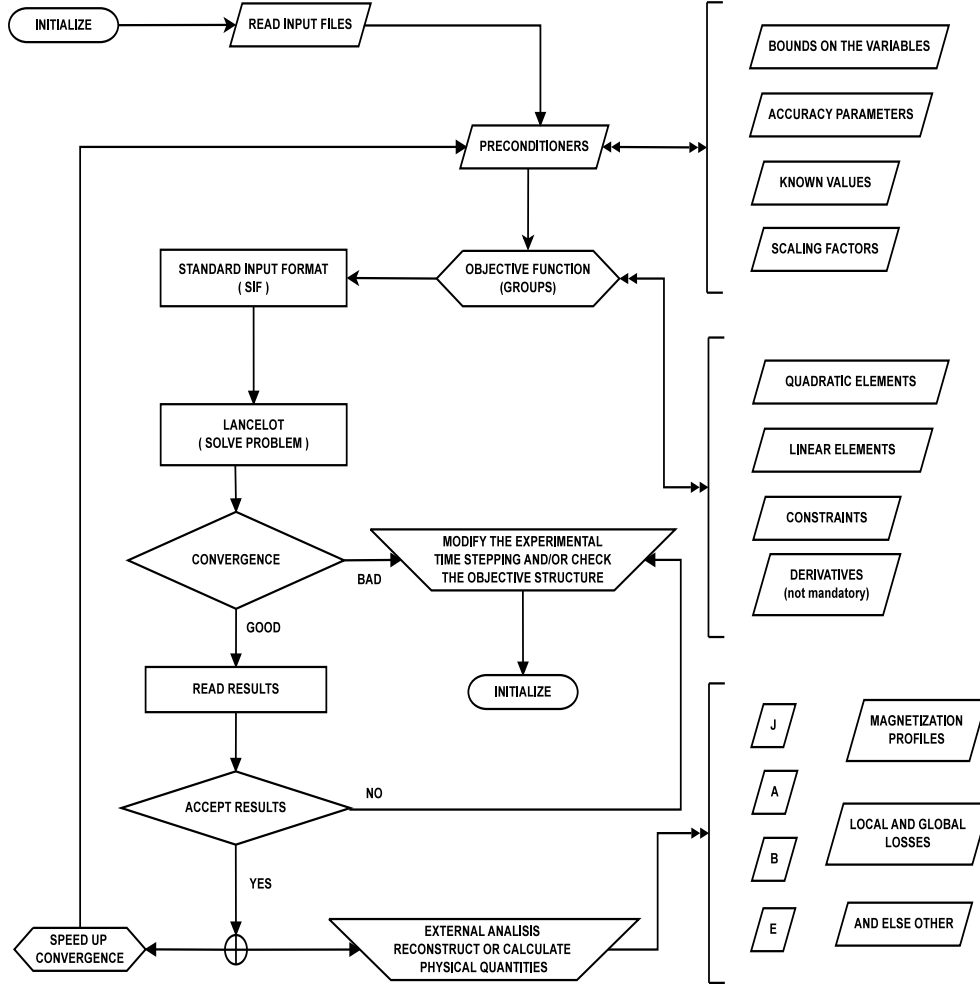 INITIALIZE
READ INPUT FILES
BOUNDS ON THE VARIABLES
ACCURACY PARAMETERS
PRECONDITIONERS
KNOWN VALUES
SCALING FACTORS
STANDARD INPUT FORMAT
( SIF )
OBJECTIVE FUNCTION
(GROUPS)
QUADRATIC ELEMENTS
LANCELOT
( SOLVE PROBLEM )
LINEAR ELEMENTS
CONSTRAINTS
CONVERGENCE
BAD
MODIFY THE EXPERIMENTAL
TIME STEPPING AND/OR CHECK
THE OBJECTIVE STRUCTURE
DERIVATIVES
(not mandatory)
GOOD
READ RESULTS
INITIALIZE
J
MAGNETIZATION
PROFILES
ACCEPT RESULTS
NO
A
LOCAL AND GLOBAL
LOSSES
B
YES
SPEED UP
CONVERGENCE
EXTERNAL ANALISIS
RECONSTRUCT OR CALCULATE
PHYSICAL QUANTITIES
E
AND ELSE OTHER